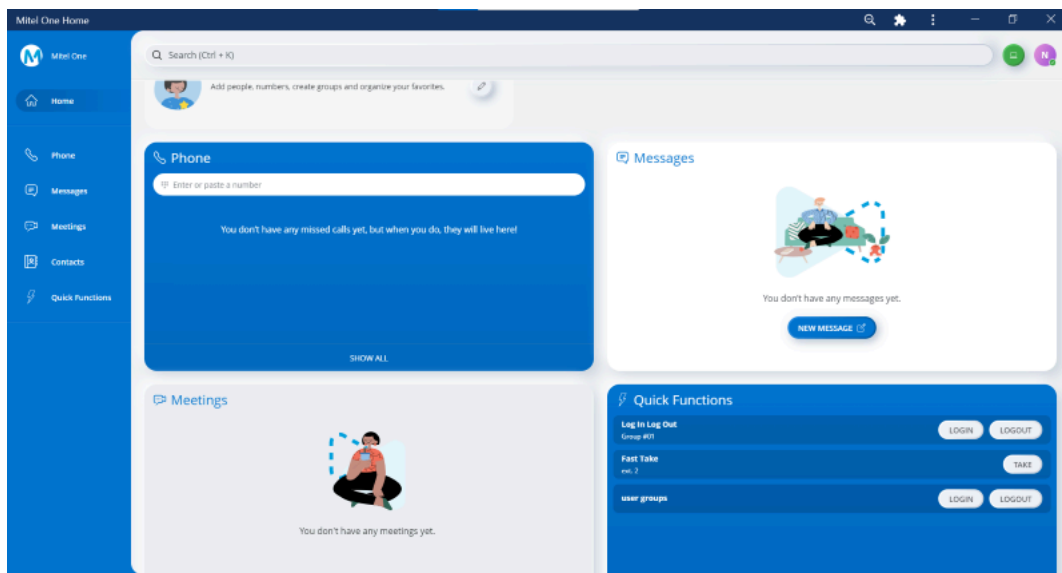 Mitel One Home
Mitel One
Search (Ctrl + K)
N
Home
Add people, numbers, create groups and organize your favorites.
Phone
Messages
Meetings
Contacts
Quick Functions
Phone
Enter or paste a number
You don't have any missed calls yet, but when you do, they will live here!
SHOW ALL
Messages
You don't have any messages yet.
NEW MESSAGE
Meetings
You don't have any meetings yet.
Quick Functions
Log In Log Out
Group #01
LOGIN LOGOUT
Fast Take
ext. 2
TAKE
user groups
LOGIN LOGOUT